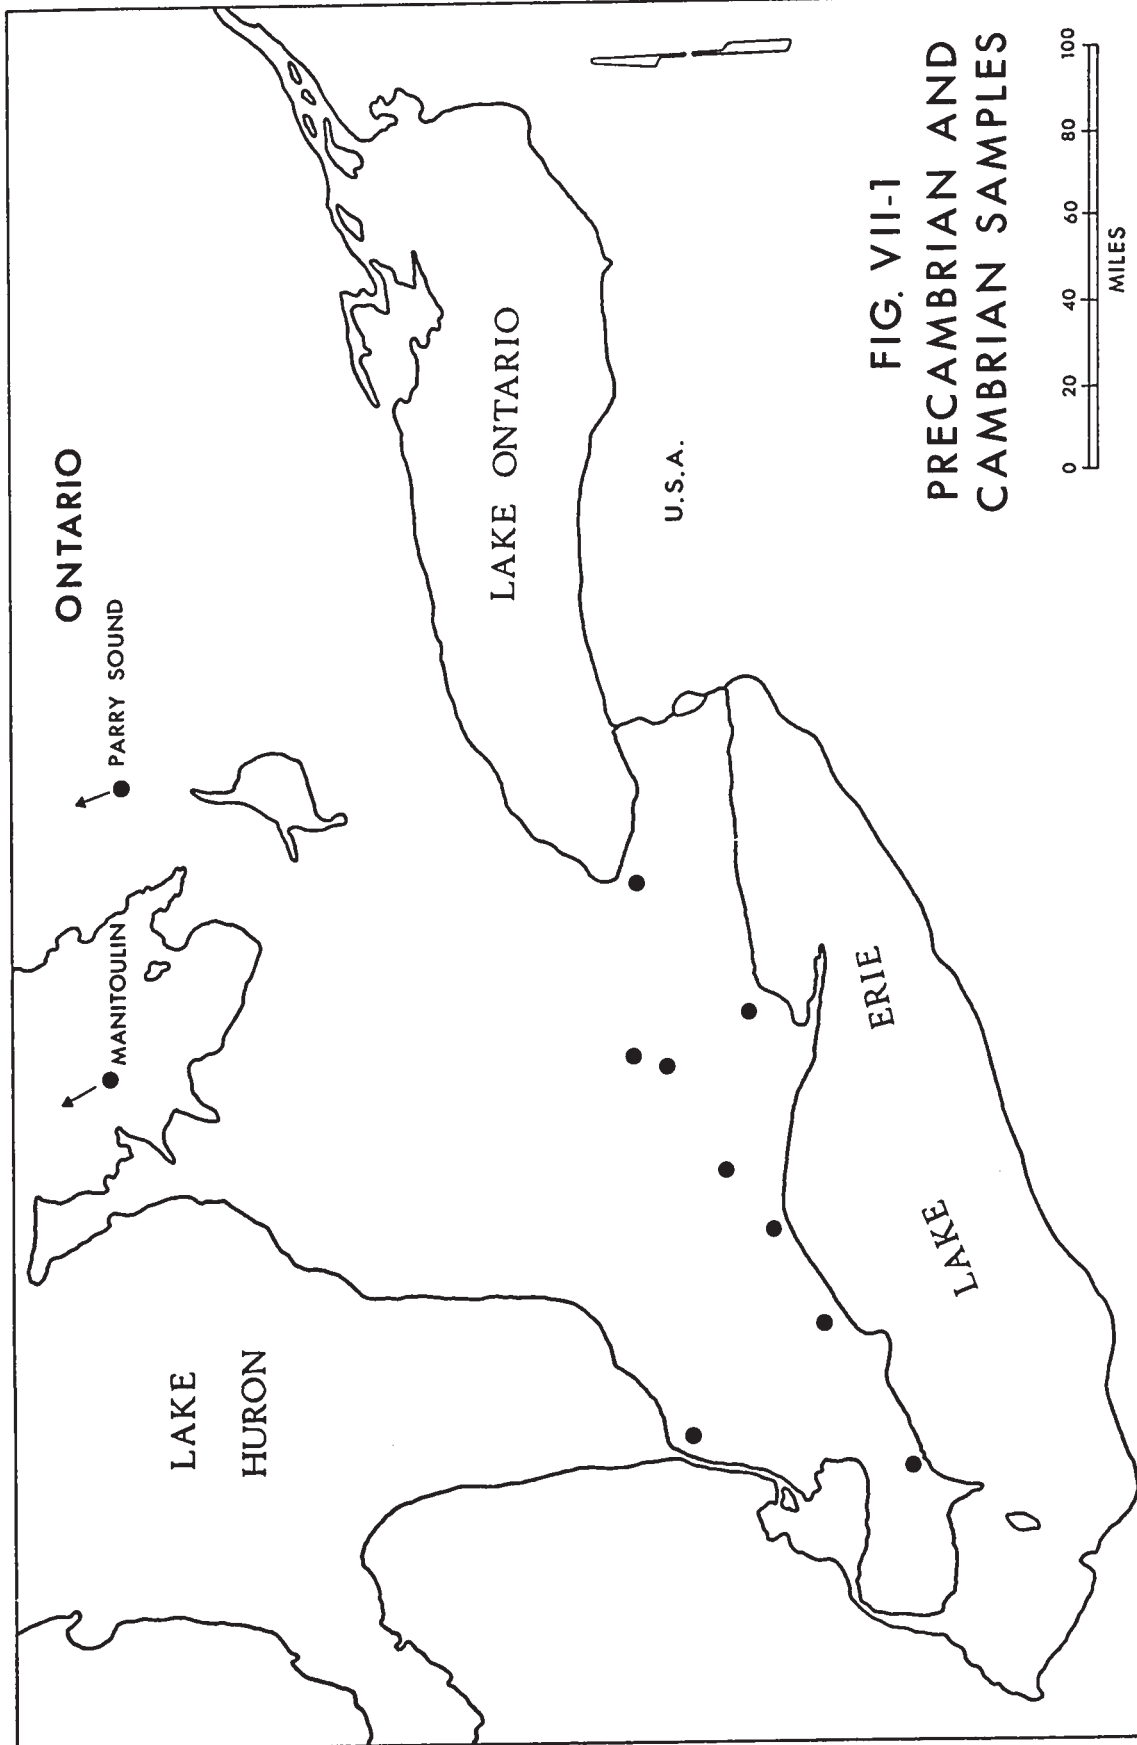 ONTARIO
PARRY SOUND
MANITOULIN
LAKE
HURON
LAKE ONTARIO
U.S.A.
LAKE ERIE
FIG. VII-1
PRECAMBRIAN AND
CAMBRIAN SAMPLES
0 20 40 60 80 100
MILES